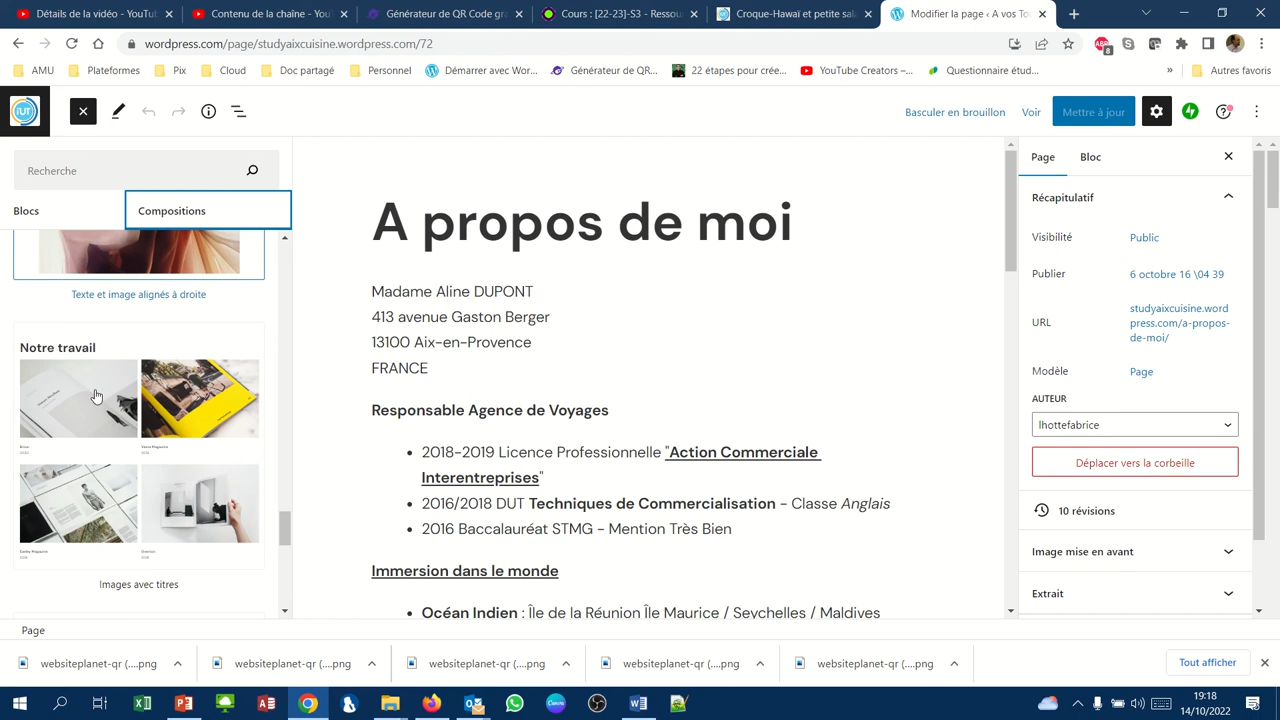 Détails de la vidéo - YouTube
Contenu de la chaîne - YouT
Générateur de QR Code gra
Cours : [22-23]-S3 - Ressou
Croque-Hawaï et petite sal
Modifier la page « A vos To
wordpress.com/page/studyaixcuisine.wordpress.com/72
8
AMU
Plateformes
Pix
Cloud
Doc partagé
Personnel
Démarrer avec Wor...
Générateur de QR...
22 étapes pour crée...
YouTube Creators –...
Questionnaire étud...
»
Autres favoris
iUT
Basculer en brouillon
Voir
Mettre à jour
Recherche
Blocs
Compositions
Texte et image alignés à droite
Notre travail
Images avec titres
A propos de moi
Madame Aline DUPONT
413 avenue Gaston Berger
13100 Aix-en-Provence
FRANCE
Responsable Agence de Voyages
• 2018-2019 Licence Professionnelle "Action Commerciale
Interentreprises"
• 2016/2018 DUT Techniques de Commercialisation - Classe Anglais
• 2016 Baccalauréat STMG - Mention Très Bien
Immersion dans le monde
• Océan Indien : Île de la Réunion Île Maurice / Seychelles / Maldives
Page
Bloc
Récapitulatif
Visibilité
Public
Publier
6 octobre 16 \04 39
URL
studyaixcuisine.word
press.com/a-propos-
de-moi/
Modèle
Page
AUTEUR
lhottefabrice
Déplacer vers la corbeille
10 révisions
Image mise en avant
Extrait
Page
websiteplanet-qr (....png
websiteplanet-qr (....png
websiteplanet-qr (....png
websiteplanet-qr (....png
websiteplanet-qr (....png
Tout afficher
19:18
14/10/2022